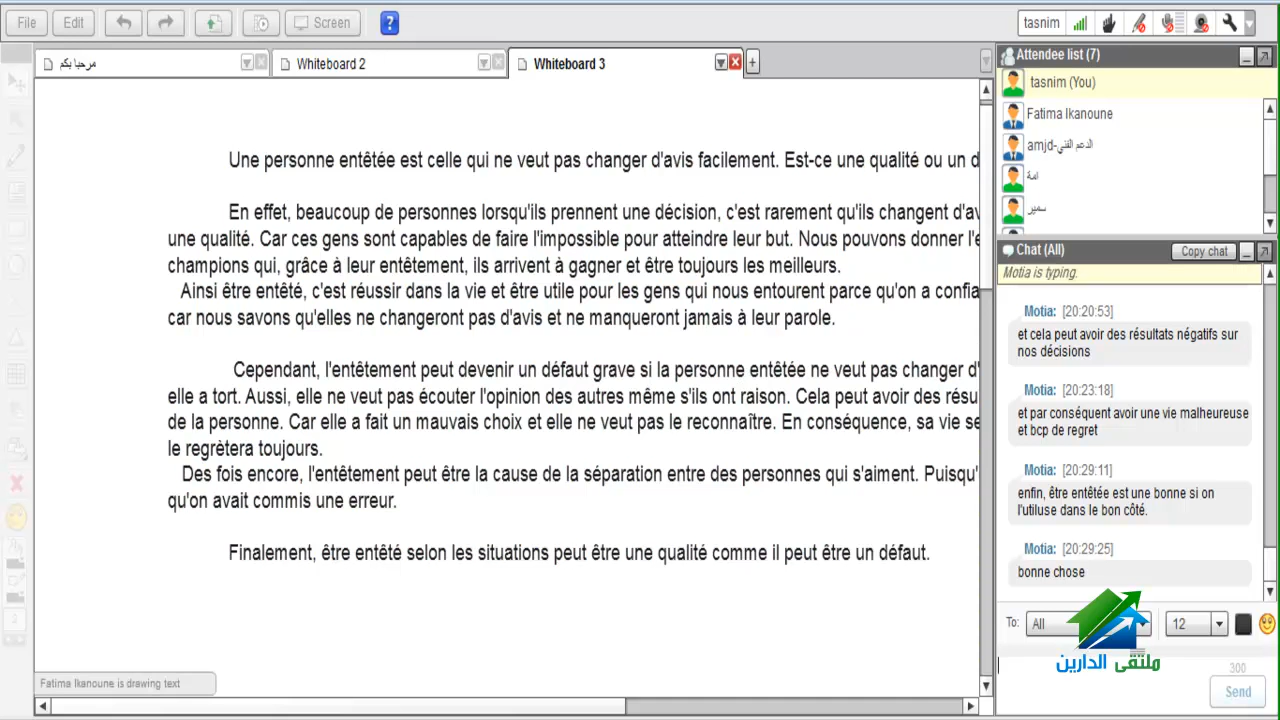 File
Edit
Screen
?
tasnim
مرحبا بكم
Whiteboard 2
Whiteboard 3
+
Une personne entêtée est celle qui ne veut pas changer d'avis facilement. Est-ce une qualité ou un d
En effet, beaucoup de personnes lorsqu'ils prennent une décision, c'est rarement qu'ils changent d'av
une qualité. Car ces gens sont capables de faire l'impossible pour atteindre leur but. Nous pouvons donner l'e
champions qui, grâce à leur entêtement, ils arrivent à gagner et être toujours les meilleurs.
Ainsi être entêté, c'est réussir dans la vie et être utile pour les gens qui nous entourent parce qu'on a confia
car nous savons qu'elles ne changeront pas d'avis et ne manqueront jamais à leur parole.
Cependant, l'entêtement peut devenir un défaut grave si la personne entêtée ne veut pas changer d'
elle a tort. Aussi, elle ne veut pas écouter l'opinion des autres même s'ils ont raison. Cela peut avoir des résu
de la personne. Car elle a fait un mauvais choix et elle ne veut pas le reconnaître. En conséquence, sa vie se
le regrètera toujours.
Des fois encore, l'entêtement peut être la cause de la séparation entre des personnes qui s'aiment. Puisqu'
qu'on avait commis une erreur.
Finalement, être entêté selon les situations peut être une qualité comme il peut être un défaut.
Fatima Ikanoune is drawing text
Attendee list (7)
tasnim (You)
Fatima Ikanoune
amjd-الدعم الفني
امة
سمير
Chat (All)
Copy chat
Motia is typing.
Motia: [20:20:53]
et cela peut avoir des résultats négatifs sur
nos décisions
Motia: [20:23:18]
et par conséquent avoir une vie malheureuse
et bcp de regret
Motia: [20:29:11]
enfin, être entêtée est une bonne si on
l'utiluse dans le bon côté.
Motia: [20:29:25]
bonne chose
To:
All
12
ملتقى الدارين
300
Send